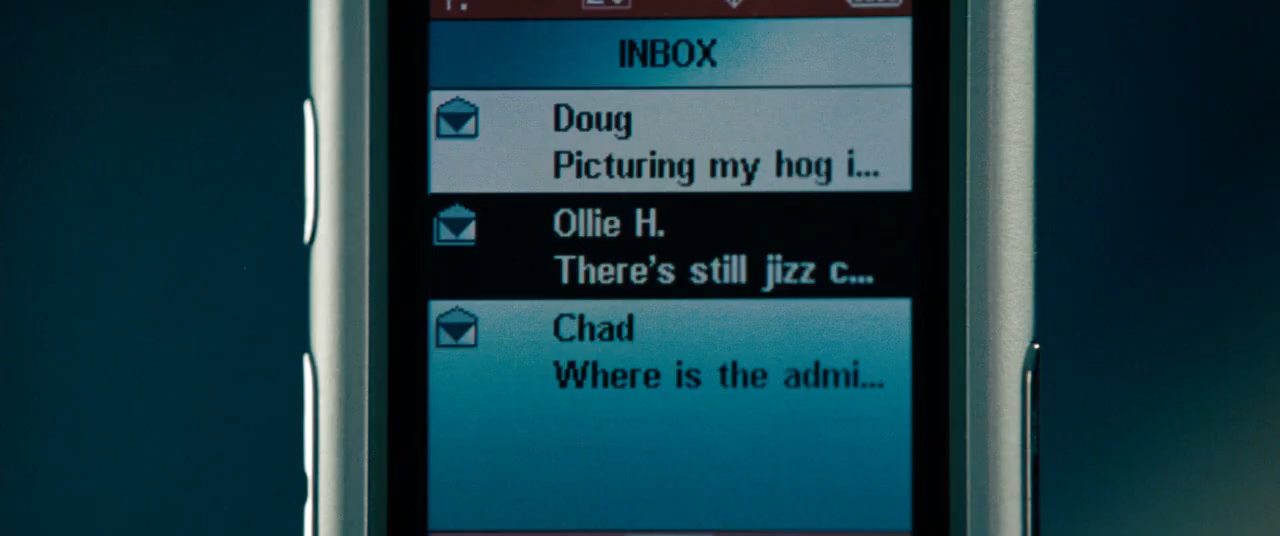 INBOX
Doug
Picturing my hog i...
Ollie H.
There's still jizz c...
Chad
Where is the admi...